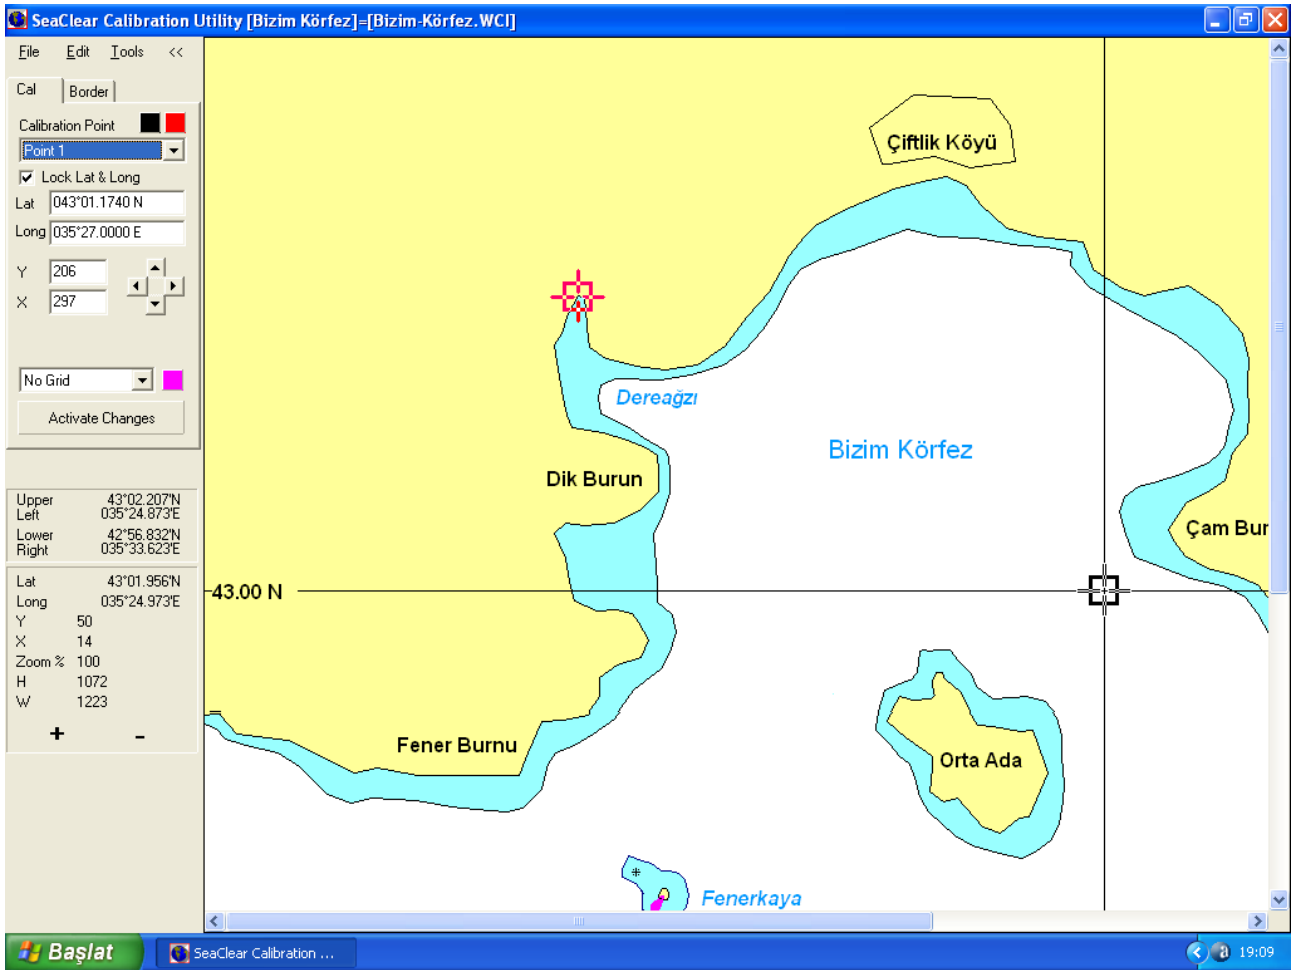 SeaClear Calibration Utility [Bizim Körfez]=[Bizim-Körfez.WCI]
File Edit Tools <<
Cal Border
Calibration Point
Point 1
Lock Lat & Long
Lat 043°01.1740 N
Long 035°27.0000 E
Y 206
X 297
No Grid
Activate Changes
Upper Left 43°02.207'N 035°24.873'E
Lower Right 42°56.832'N 035°33.623'E
Lat 43°01.956'N
Long 035°24.973'E
Y 50
X 14
Zoom % 100
H 1072
W 1223
+ -
Çiftlik Köyü
Dereağzı
Bizim Körfez
Dik Burun
Çam Bur
43.00 N
Fener Burnu
Orta Ada
Fenerkaya
Başlat
SeaClear Calibration ...
a 19:09